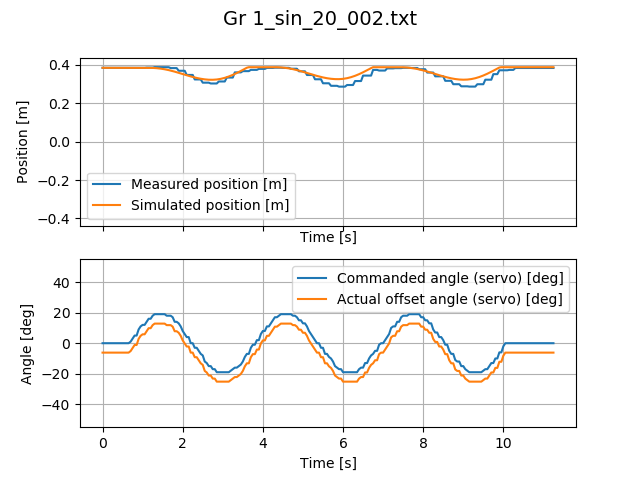 Gr 1_sin_20_002.txt
0.4
0.2
0.0
−0.2
−0.4
Position [m]
Measured position [m]
Simulated position [m]
Time [s]
40
20
0
−20
−40
Angle [deg]
Commanded angle (servo) [deg]
Actual offset angle (servo) [deg]
0 2 4 6 8 10
Time [s]